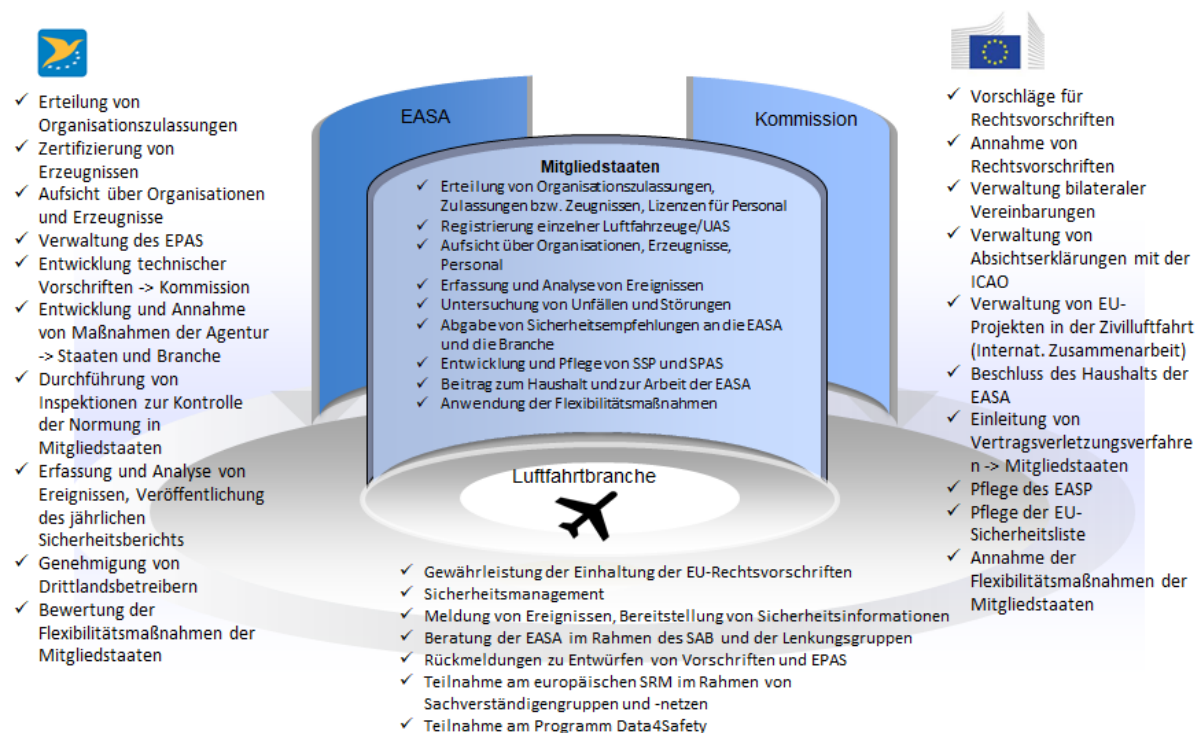 EASA
Kommission
Erteilung von
Organisationszulassungen
Zertifizierung von
Erzeugnissen
Aufsicht über Organisationen
und Erzeugnisse
Verwaltung des EPAS
Entwicklung technischer
Vorschriften -> Kommission
Entwicklung und Annahme
von Maßnahmen der Agentur
-> Staaten und Branche
Durchführung von
Inspektionen zur Kontrolle
der Normung in
Mitgliedstaaten
Erfassung und Analyse von
Ereignissen, Veröffentlichung
des jährlichen
Sicherheitsberichts
Genehmigung von
Drittlandsbetreibern
Bewertung der
Flexibilitätsmaßnahmen der
Mitgliedstaaten
Mitgliedstaaten
Erteilung von Organisationszulassungen,
Zulassungen bzw. Zeugnissen, Lizenzen für Personal
Registrierung einzelner Luftfahrzeuge/UAS
Aufsicht über Organisationen, Erzeugnisse,
Personal
Erfassung und Analyse von Ereignissen
Untersuchung von Unfällen und Störungen
Abgabe von Sicherheitsempfehlungen an die EASA
und die Branche
Entwicklung und Pflege von SSP und SPAS
Beitrag zum Haushalt und zur Arbeit der EASA
Anwendung der Flexibilitätsmaßnahmen
Vorschläge für
Rechtsvorschriften
Annahme von
Rechtsvorschriften
Verwaltung bilateraler
Vereinbarungen
Verwaltung von
Absichtserklärungen mit der
ICAO
Verwaltung von EU-
Projekten in der Zivilluftfahrt
(Internat. Zusammenarbeit)
Beschluss des Haushalts der
EASA
Einleitung von
Vertragsverletzungsverfahre
n -> Mitgliedstaaten
Pflege des EASP
Pflege der EU-
Sicherheitsliste
Annahme der
Flexibilitätsmaßnahmen der
Mitgliedstaaten
Luftfahrtbranche
Gewährleistung der Einhaltung der EU-Rechtsvorschriften
Sicherheitsmanagement
Meldung von Ereignissen, Bereitstellung von Sicherheitsinformationen
Beratung der EASA im Rahmen des SAB und der Lenkungsgruppen
Rückmeldungen zu Entwürfen von Vorschriften und EPAS
Teilnahme am europäischen SRM im Rahmen von
Sachverständigengruppen und -netzen
Teilnahme am Programm Data4Safety